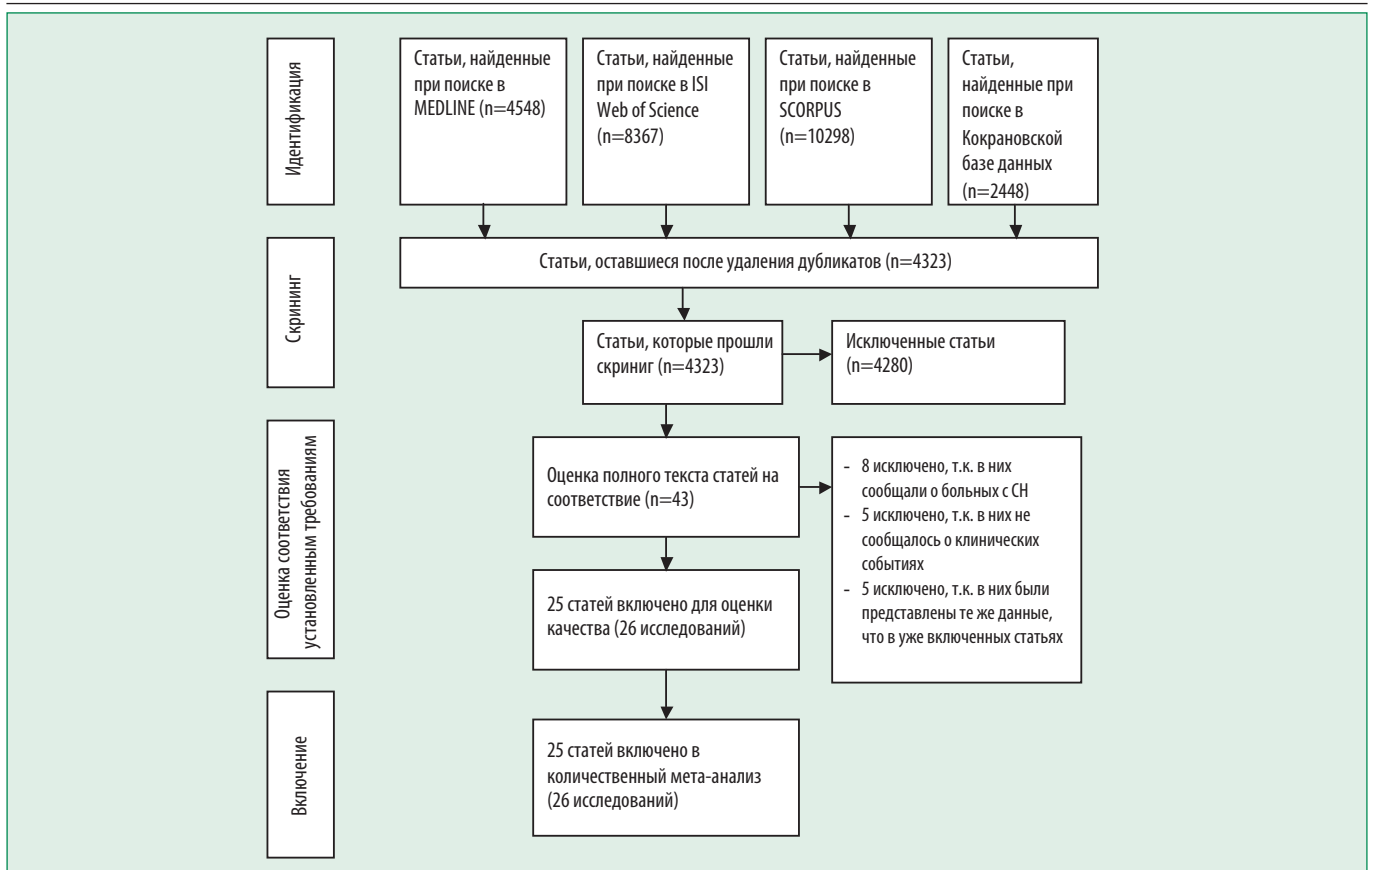 Идентификация
Статьи, найденные
при поиске в
MEDLINE (n=4548)
Статьи, найденные
при поиске в ISI
Web of Science
(n=8367)
Статьи, найденные
при поиске в
SCORPUS
(n=10298)
Статьи,
найденные при
поиске в
Кокрановской
базе данных
(n=2448)
Скрининг
Статьи, оставшиеся после удаления дубликатов (n=4323)
Статьи, которые прошли
скриниг (n=4323)
Исключенные статьи
(n=4280)
Оценка соответствия
установленным требованиям
Оценка полного текста статей на
соответствие (n=43)
- 8 исключено, т.к. в них
сообщали о больных с СН
- 5 исключено, т.к. в них не
сообщалось о клинических
событиях
- 5 исключено, т.к. в них были
представлены те же данные,
что в уже включенных статьях
25 статей включено для оценки
качества (26 исследований)
Включение
25 статей включено в
количественный мета-анализ
(26 исследований)